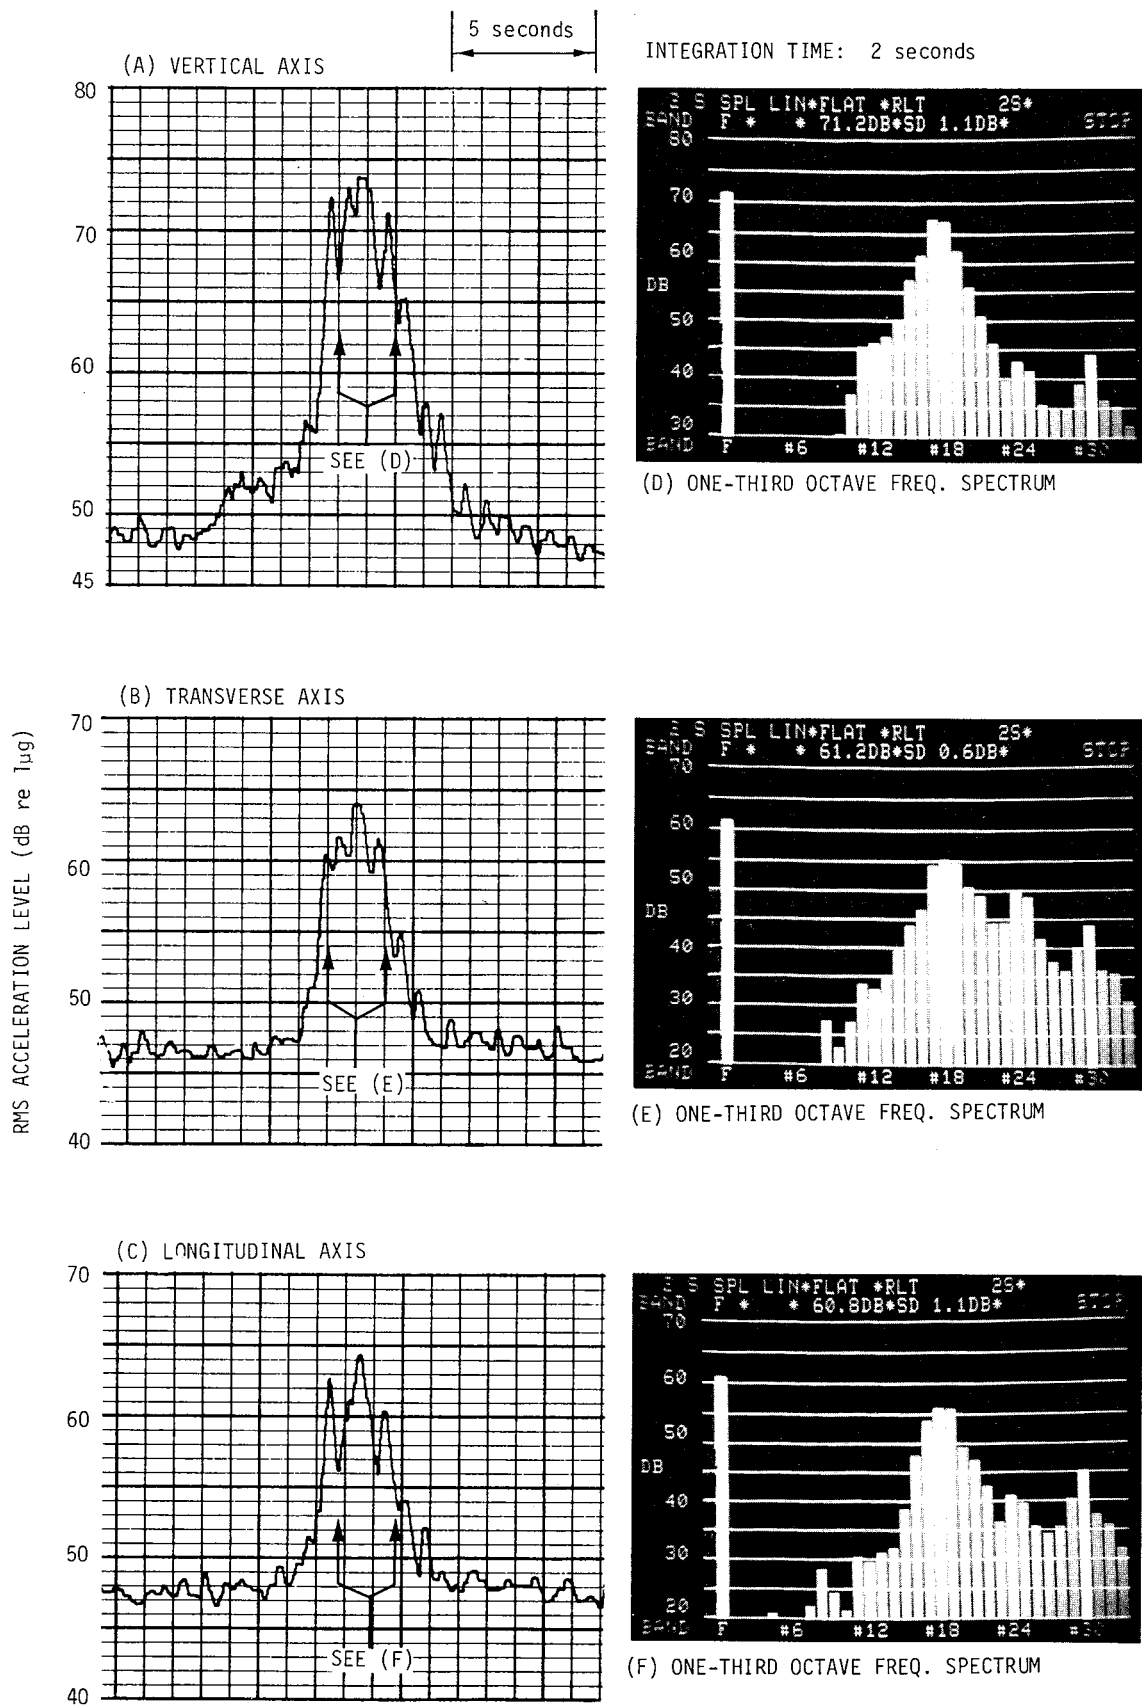 5 seconds
(A) VERTICAL AXIS
80
70
60
50
45
SEE (D)
INTEGRATION TIME: 2 seconds
2 S SPL LIN*FLAT *RLT 2S*
BAND F * * 71.2DB*SD 1.1DB* STOP
80
70
60
DB
50
40
30
BAND F #6 #12 #18 #24 #30
(D) ONE-THIRD OCTAVE FREQ. SPECTRUM
RMS ACCELERATION LEVEL (dB re 1μg)
(B) TRANSVERSE AXIS
70
60
50
40
SEE (E)
2 S SPL LIN*FLAT *RLT 2S*
BAND F * * 61.2DB*SD 0.6DB* STOP
70
60
50
DB
40
30
20
BAND F #6 #12 #18 #24 #30
(E) ONE-THIRD OCTAVE FREQ. SPECTRUM
(C) LONGITUDINAL AXIS
70
60
50
40
SEE (F)
2 S SPL LIN*FLAT *RLT 2S*
BAND F * * 60.8DB*SD 1.1DB* STOP
70
60
50
DB
40
30
20
BAND F #6 #12 #18 #24 #30
(F) ONE-THIRD OCTAVE FREQ. SPECTRUM